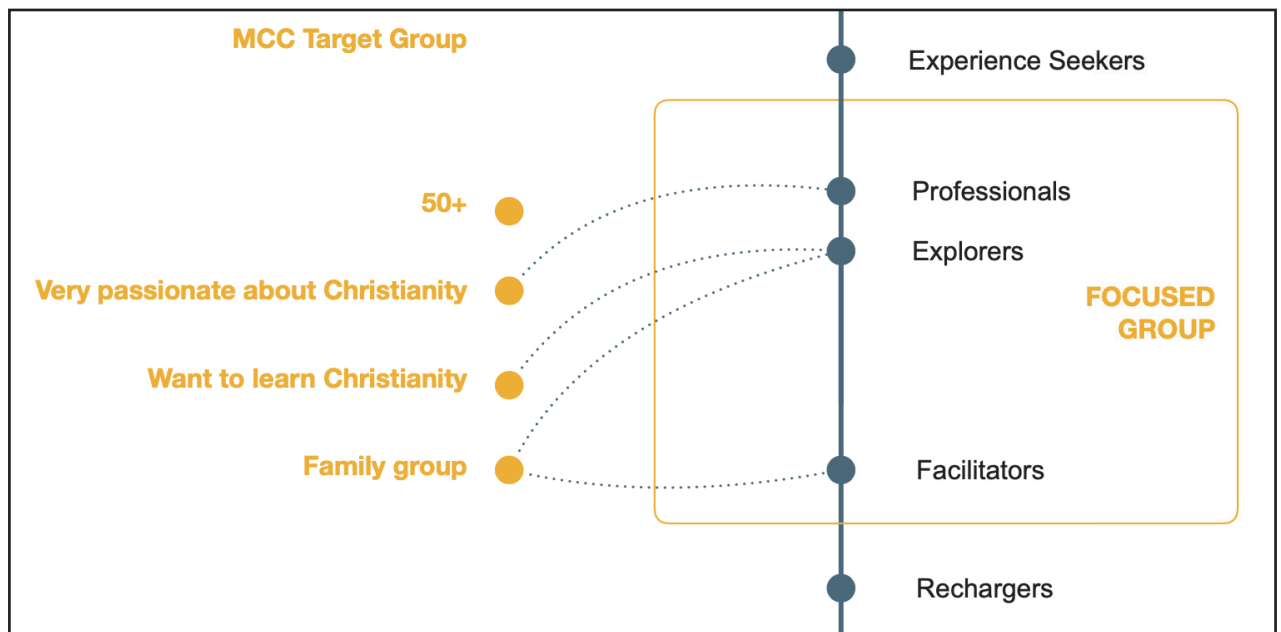 MCC Target Group
50+
Very passionate about Christianity
Want to learn Christianity
Family group
Experience Seekers
Professionals
Explorers
FOCUSED
GROUP
Facilitators
Rechargers